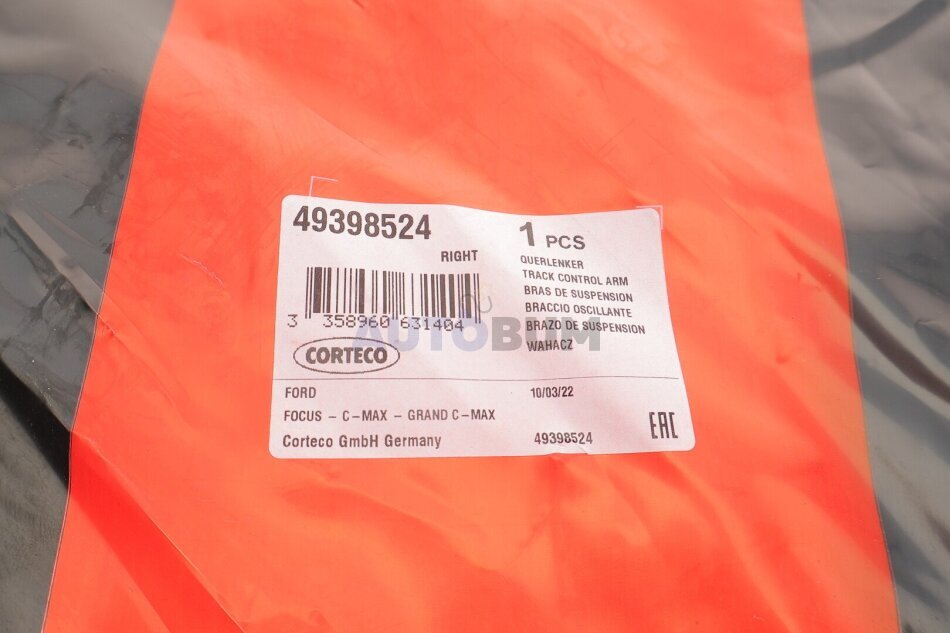 49398524
1 PCS
RIGHT
QUERLENKER
TRACK CONTROL ARM
BRAS DE SUSPENSION
BRACCIO OSCILLANTE
BRAZO DE SUSPENSION
WAHACZ
3 358960 631404
AUTOBUM
CORTECO
FORD
10/03/22
FOCUS - C-MAX - GRAND C-MAX
Corteco GmbH Germany
49398524
EAC